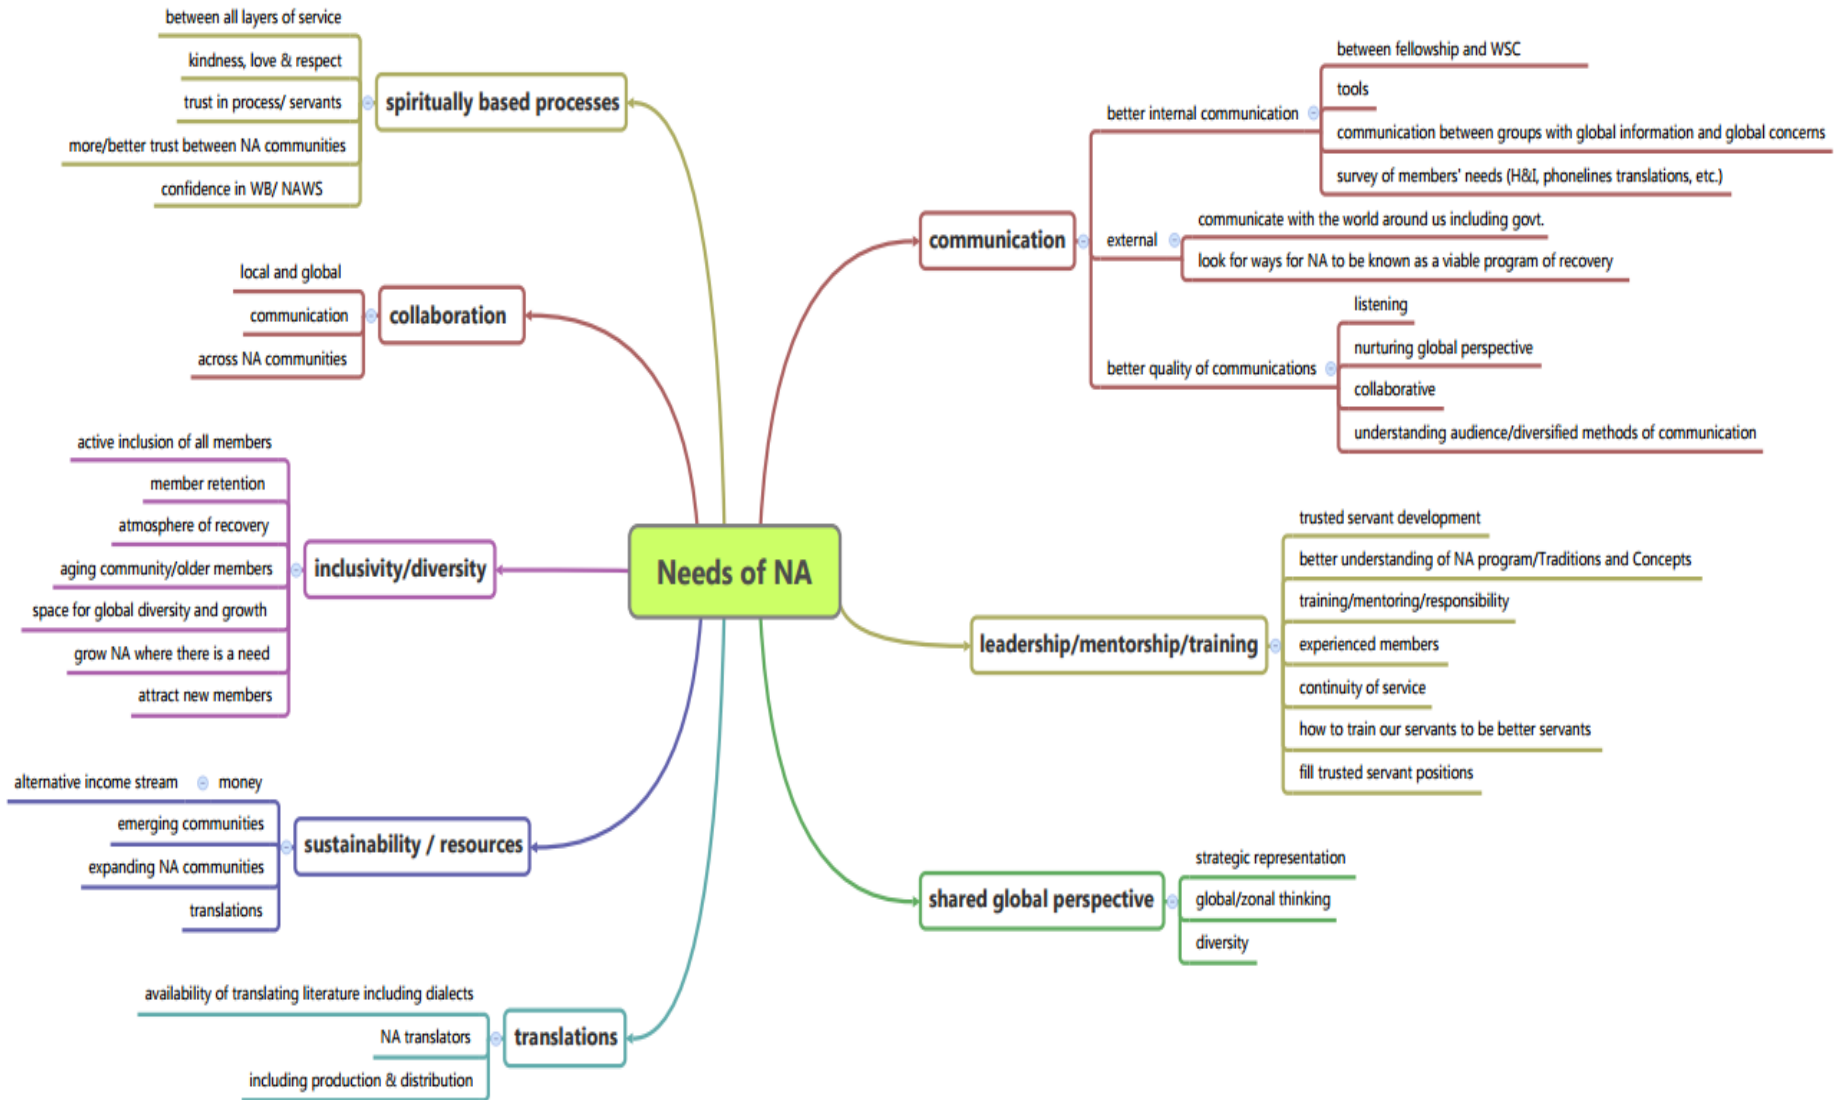 Needs of NA
communication
better internal communication
between fellowship and WSC
tools
communication between groups with global information and global concerns
survey of members' needs (H&I, phonelines translations, etc.)
external
communicate with the world around us including govt.
look for ways for NA to be known as a viable program of recovery
better quality of communications
listening
nurturing global perspective
collaborative
understanding audience/diversified methods of communication
leadership/mentorship/training
trusted servant development
better understanding of NA program/Traditions and Concepts
training/mentoring/responsibility
experienced members
continuity of service
how to train our servants to be better servants
fill trusted servant positions
shared global perspective
strategic representation
global/zonal thinking
diversity
spiritually based processes
between all layers of service
kindness, love & respect
trust in process/ servants
more/better trust between NA communities
confidence in WB/ NAWS
collaboration
local and global
communication
across NA communities
inclusivity/diversity
active inclusion of all members
member retention
atmosphere of recovery
aging community/older members
space for global diversity and growth
grow NA where there is a need
attract new members
sustainability / resources
money
alternative income stream
emerging communities
expanding NA communities
translations
translations
availability of translating literature including dialects
NA translators
including production & distribution